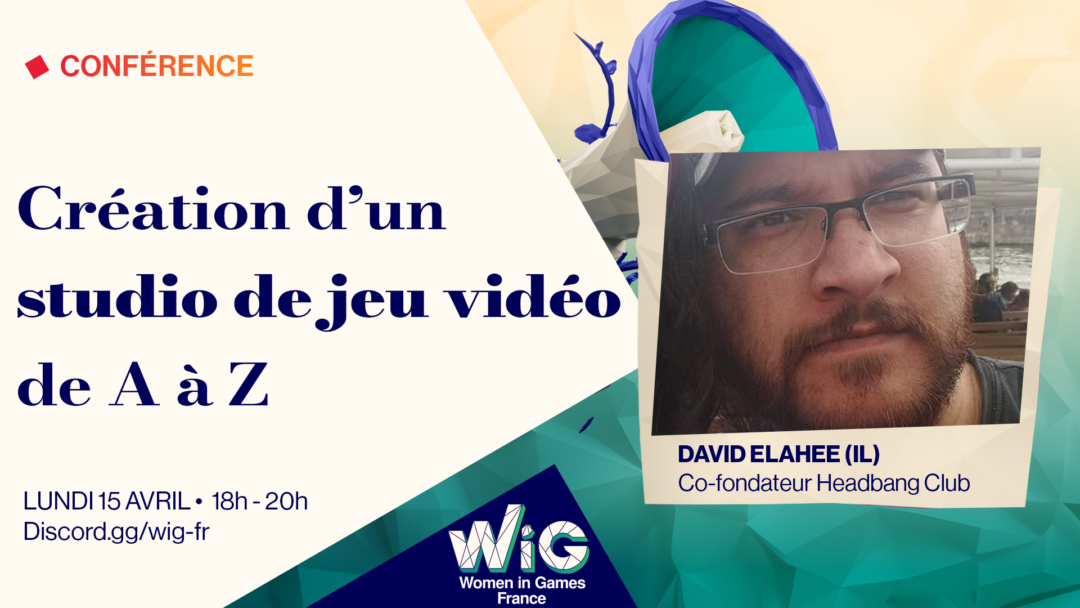 CONFÉRENCE
Création d’un
studio de jeu vidéo
de A à Z
LUNDI 15 AVRIL • 18h - 20h
Discord.gg/wig-fr
DAVID ELAHEE (IL)
Co-fondateur Headbang Club
WiG
Women in Games
France